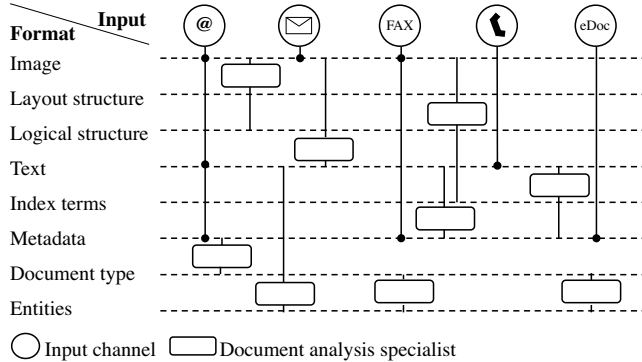 Input
Format
@
FAX
eDoc
Image
Layout structure
Logical structure
Text
Index terms
Metadata
Document type
Entities
Input channel
Document analysis specialist